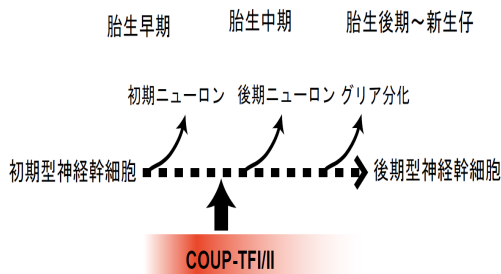 胎生早期
胎生中期
胎生後期～新生仔
初期ニューロン
後期ニューロン
グリア分化
初期型神経幹細胞
後期型神経幹細胞
COUP-TFI/II